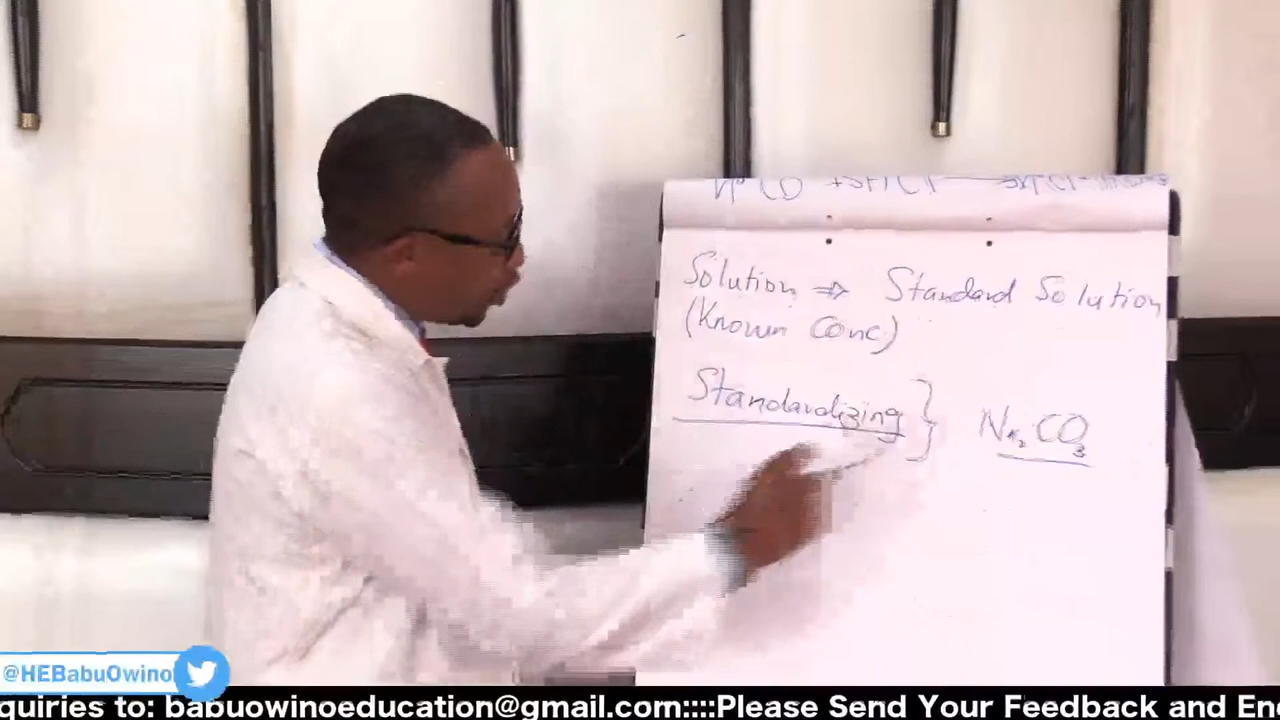 Solution ⇒ Standard Solution
(Known Conc)
Standardizing } Na₂CO₃
@HEBabuOwino
quiries to: babuowinoeducation@gmail.com::::Please Send Your Feedback and En